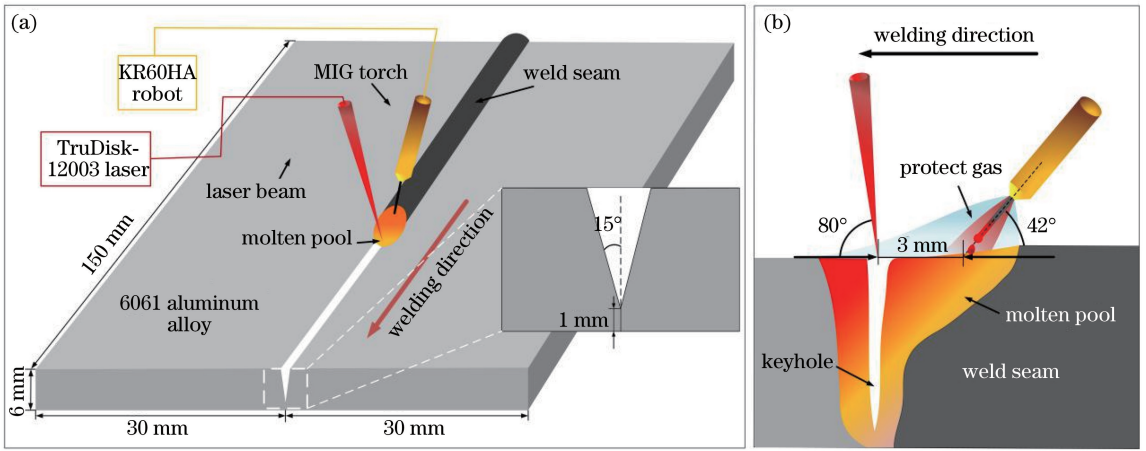 (a)
KR60HA
robot
MIG torch
weld seam
TruDisk-
12003 laser
laser beam
molten pool
150 mm
welding direction
15°
1 mm
6061 aluminum
alloy
6 mm
30 mm
30 mm
(b)
welding direction
protect gas
80°
3 mm
42°
molten pool
keyhole
weld seam